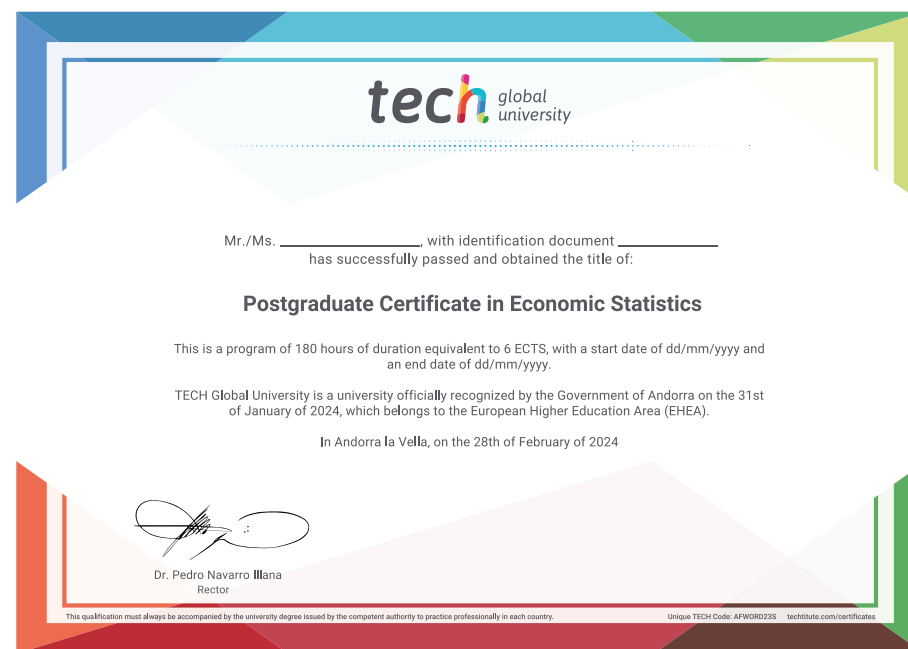 tech global university
Mr./Ms. ____________, with identification document ____________
has successfully passed and obtained the title of:
Postgraduate Certificate in Economic Statistics
This is a program of 180 hours of duration equivalent to 6 ECTS, with a start date of dd/mm/yyyy and
an end date of dd/mm/yyyy.
TECH Global University is a university officially recognized by the Government of Andorra on the 31st
of January of 2024, which belongs to the European Higher Education Area (EHEA).
In Andorra la Vella, on the 28th of February of 2024
Dr. Pedro Navarro Illana
Rector
This qualification must always be accompanied by the university degree issued by the competent authority to practice professionally in each country.
Unique TECH Code: AFWORD23S techtitute.com/certificates